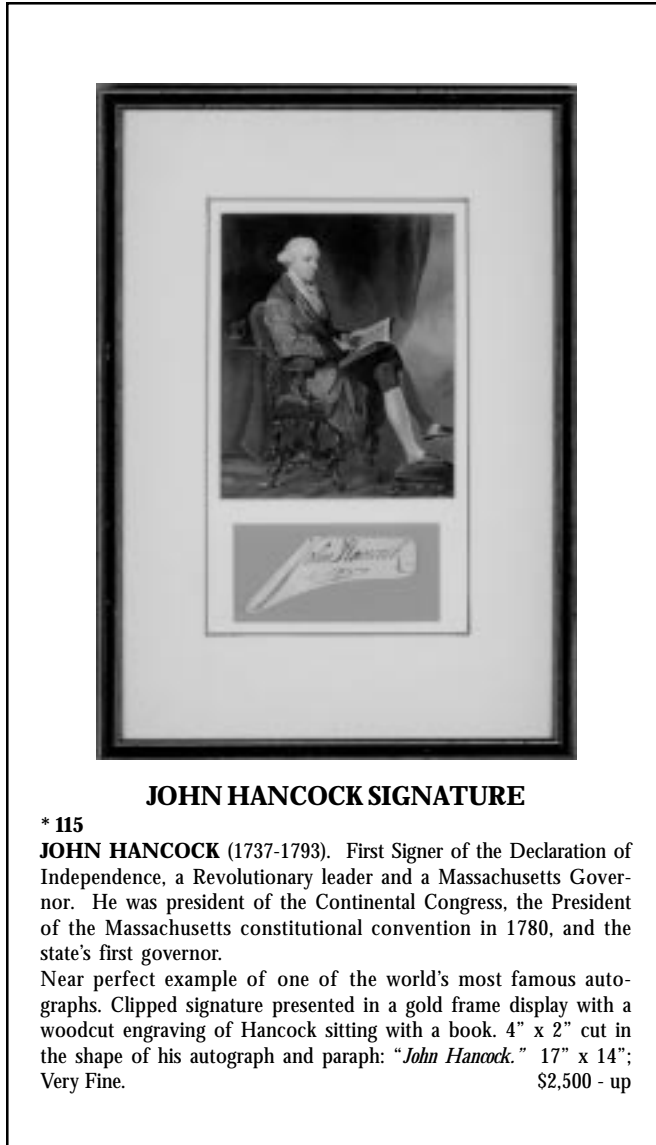 John Hancock
JOHN HANCOCK SIGNATURE
* 115
JOHN HANCOCK (1737-1793). First Signer of the Declaration of
Independence, a Revolutionary leader and a Massachusetts Gover-
nor. He was president of the Continental Congress, the President
of the Massachusetts constitutional convention in 1780, and the
state's first governor.
Near perfect example of one of the world's most famous auto-
graphs. Clipped signature presented in a gold frame display with a
woodcut engraving of Hancock sitting with a book. 4” x 2” cut in
the shape of his autograph and paraph: “John Hancock.” 17” x 14”;
Very Fine. $2,500 - up